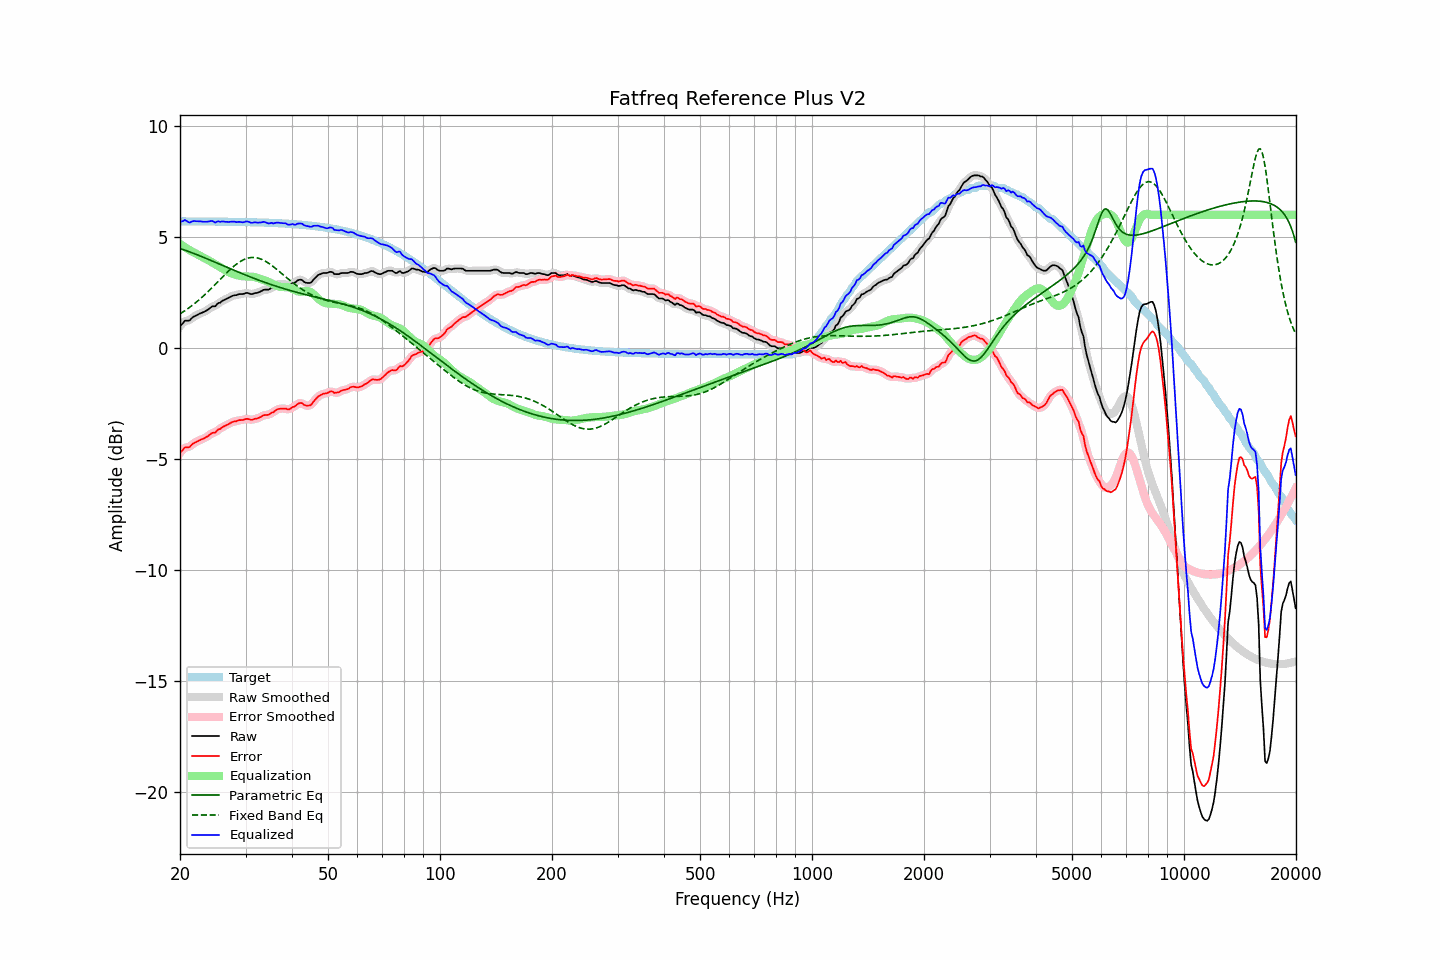 Fatfreq Reference Plus V2
10
5
0
−5
−10
−15
−20
Amplitude (dBr)
Target
Raw Smoothed
Error Smoothed
Raw
Error
Equalization
Parametric Eq
Fixed Band Eq
Equalized
20 50 100 200 500 1000 2000 5000 10000 20000
Frequency (Hz)